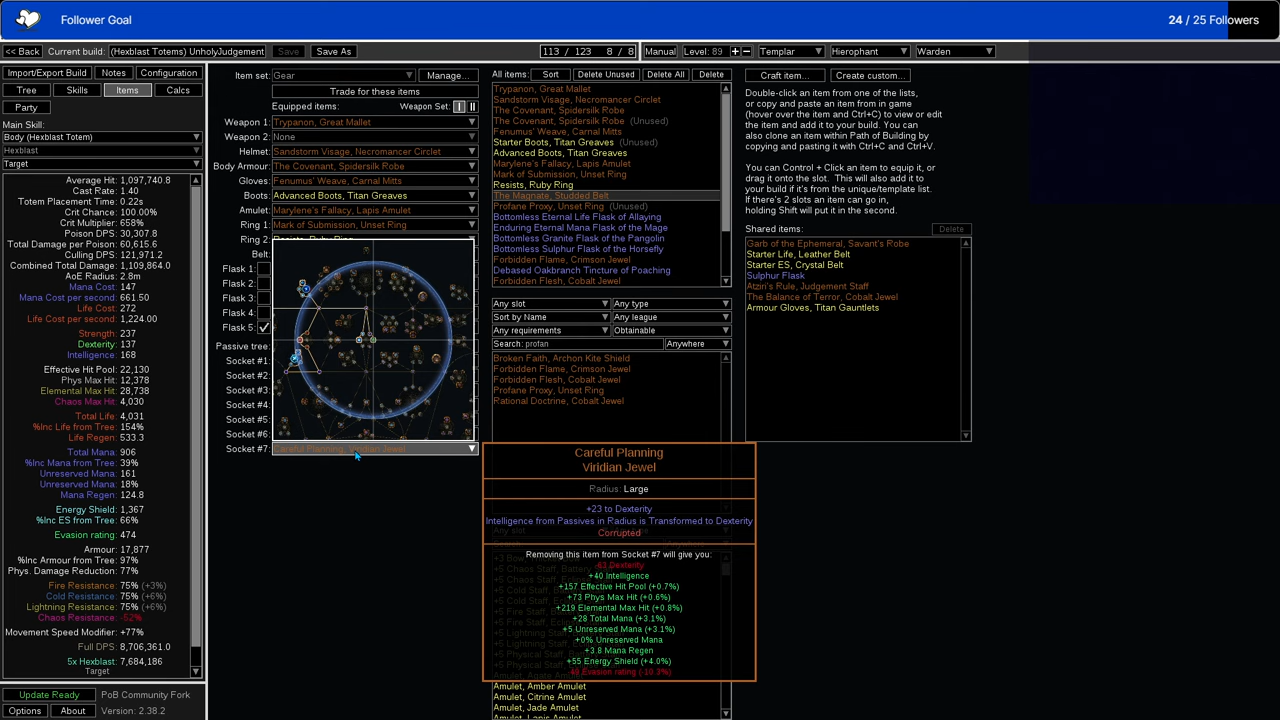 Follower Goal
24 / 25 Followers
<< Back
Current build:
(Hexblast Totems) UnholyJudgement
Save
Save As
113 / 123 8 / 8
Manual
Level: 89
+
Templar
Hierophant
Warden
Import/Export Build
Notes
Configuration
Tree
Skills
Items
Calcs
Party
Main Skill:
Body (Hexblast Totem)
Hexblast
Target
Average Hit: 1,097,740.8
Cast Rate: 1.40
Totem Placement Time: 0.22s
Crit Chance: 100.00%
Crit Multiplier: 658%
Poison DPS: 30,307.8
Total Damage per Poison: 60,615.6
Culling DPS: 121,971.2
Combined Total Damage: 1,109,864.0
AoE Radius: 2.8m
Mana Cost: 147
Mana Cost per second: 661.50
Life Cost: 272
Life Cost per second: 1,224.00
Strength: 237
Dexterity: 137
Intelligence: 168
Effective Hit Pool: 22,130
Phys Max Hit: 12,378
Elemental Max Hit: 28,738
Chaos Max Hit: 4,030
Total Life: 4,031
%Inc Life from Tree: 154%
Life Regen: 533.3
Total Mana: 906
%Inc Mana from Tree: 39%
Unreserved Mana: 161
Unreserved Mana: 18%
Mana Regen: 124.8
Energy Shield: 1,367
%Inc ES from Tree: 66%
Evasion rating: 474
Armour: 17,877
%Inc Armour from Tree: 97%
Phys. Damage Reduction: 77%
Fire Resistance: 75% (+3%)
Cold Resistance: 75% (+6%)
Lightning Resistance: 75% (+6%)
Chaos Resistance: -52%
Movement Speed Modifier: +77%
Full DPS: 8,706,361.0
5x Hexblast: 7,684,186
Target
Update Ready
PoB Community Fork
Options
About
Version: 2.38.2
Item set:
Gear
Manage...
Trade for these items
Equipped items:
Weapon Set: I II
Weapon 1: Trypanon, Great Mallet
Weapon 2: None
Helmet: Sandstorm Visage, Necromancer Circlet
Body Armour: The Covenant, Spidersilk Robe
Gloves: Fenumus' Weave, Carnal Mitts
Boots: Advanced Boots, Titan Greaves
Amulet: Marylene's Fallacy, Lapis Amulet
Ring 1: Mark of Submission, Unset Ring
Ring 2: Resists, Ruby Ring
Belt:
Flask 1:
Flask 2:
Flask 3:
Flask 4:
Flask 5:
Passive tree:
Socket #1:
Socket #2:
Socket #3:
Socket #4:
Socket #5:
Socket #6:
Socket #7: Careful Planning, Viridian Jewel
All items:
Sort
Delete Unused
Delete All
Delete
Trypanon, Great Mallet
Sandstorm Visage, Necromancer Circlet
The Covenant, Spidersilk Robe
The Covenant, Spidersilk Robe (Unused)
Fenumus' Weave, Carnal Mitts
Starter Boots, Titan Greaves (Unused)
Advanced Boots, Titan Greaves
Marylene's Fallacy, Lapis Amulet
Mark of Submission, Unset Ring
Resists, Ruby Ring
The Magnate, Studded Belt
Profane Proxy, Unset Ring (Unused)
Bottomless Eternal Life Flask of Allaying
Enduring Eternal Mana Flask of the Mage
Bottomless Granite Flask of the Pangolin
Bottomless Sulphur Flask of the Horsefly
Forbidden Flame, Crimson Jewel
Debased Oakbranch Tincture of Poaching
Forbidden Flesh, Cobalt Jewel
Any slot
Any type
Sort by Name
Any league
Any requirements
Obtainable
Search: profan
Anywhere
Broken Faith, Archon Kite Shield
Forbidden Flame, Crimson Jewel
Forbidden Flesh, Cobalt Jewel
Profane Proxy, Unset Ring
Rational Doctrine, Cobalt Jewel
Careful Planning
Viridian Jewel
Radius: Large
+23 to Dexterity
Intelligence from Passives in Radius is Transformed to Dexterity
Corrupted
Removing this item from Socket #7 will give you:
-63 Dexterity
+40 Intelligence
+157 Effective Hit Pool (+0.7%)
+73 Phys Max Hit (+0.6%)
+219 Elemental Max Hit (+0.8%)
+28 Total Mana (+3.1%)
+5 Unreserved Mana (+3.1%)
+0% Unreserved Mana
+3.8 Mana Regen
+55 Energy Shield (+4.0%)
Amulet, Amber Amulet
Amulet, Citrine Amulet
Amulet, Jade Amulet
Amulet, Lapis Amulet
Craft item...
Create custom...
Double-click an item from one of the lists,
or copy and paste an item from in game
(hover over the item and Ctrl+C) to view or edit
the item and add it to your build. You can
also clone an item within Path of Building by
copying and pasting it with Ctrl+C and Ctrl+V.
You can Control + Click an item to equip it, or
drag it onto the slot. This will also add it to
your build if it's from the unique/template list.
If there's 2 slots an item can go in,
holding Shift will put it in the second.
Shared items:
Delete
Garb of the Ephemeral, Savant's Robe
Starter Life, Leather Belt
Starter ES, Crystal Belt
Sulphur Flask
Atziri's Rule, Judgement Staff
The Balance of Terror, Cobalt Jewel
Armour Gloves, Titan Gauntlets